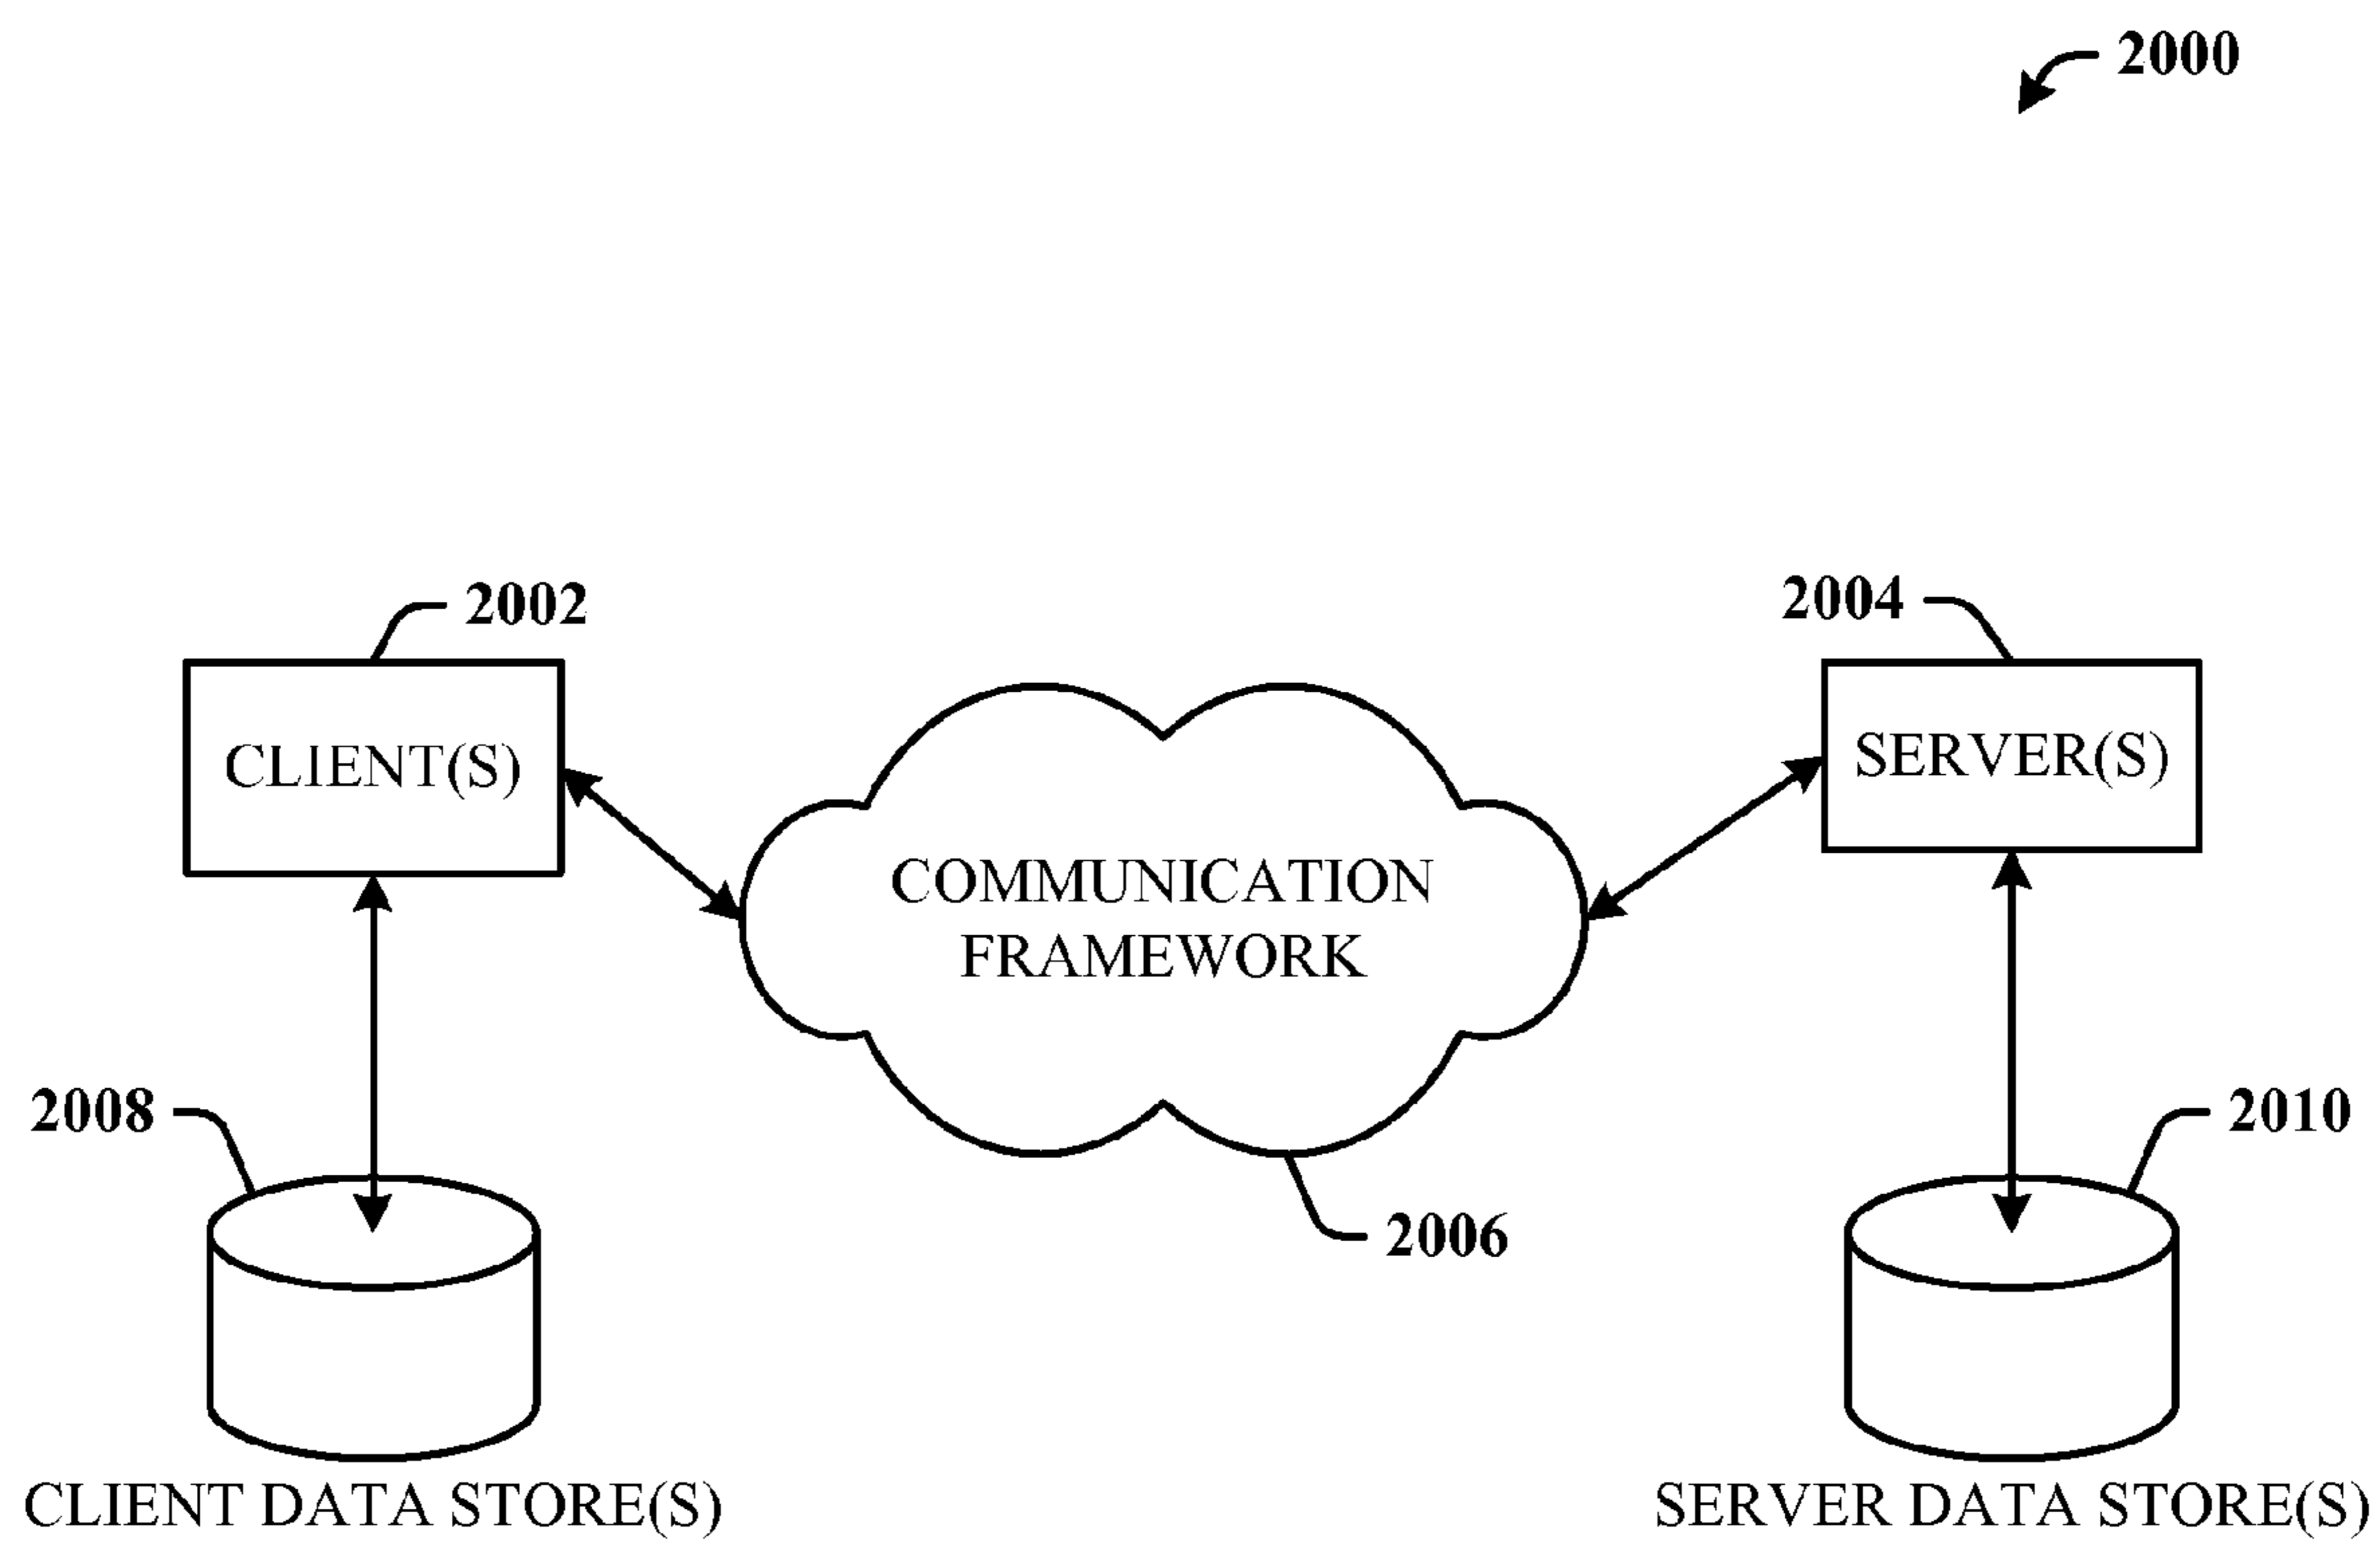 2000
2002
2004
CLIENT(S)
SERVER(S)
COMMUNICATION
FRAMEWORK
2008
2010
2006
CLIENT DATA STORE(S)
SERVER DATA STORE(S)